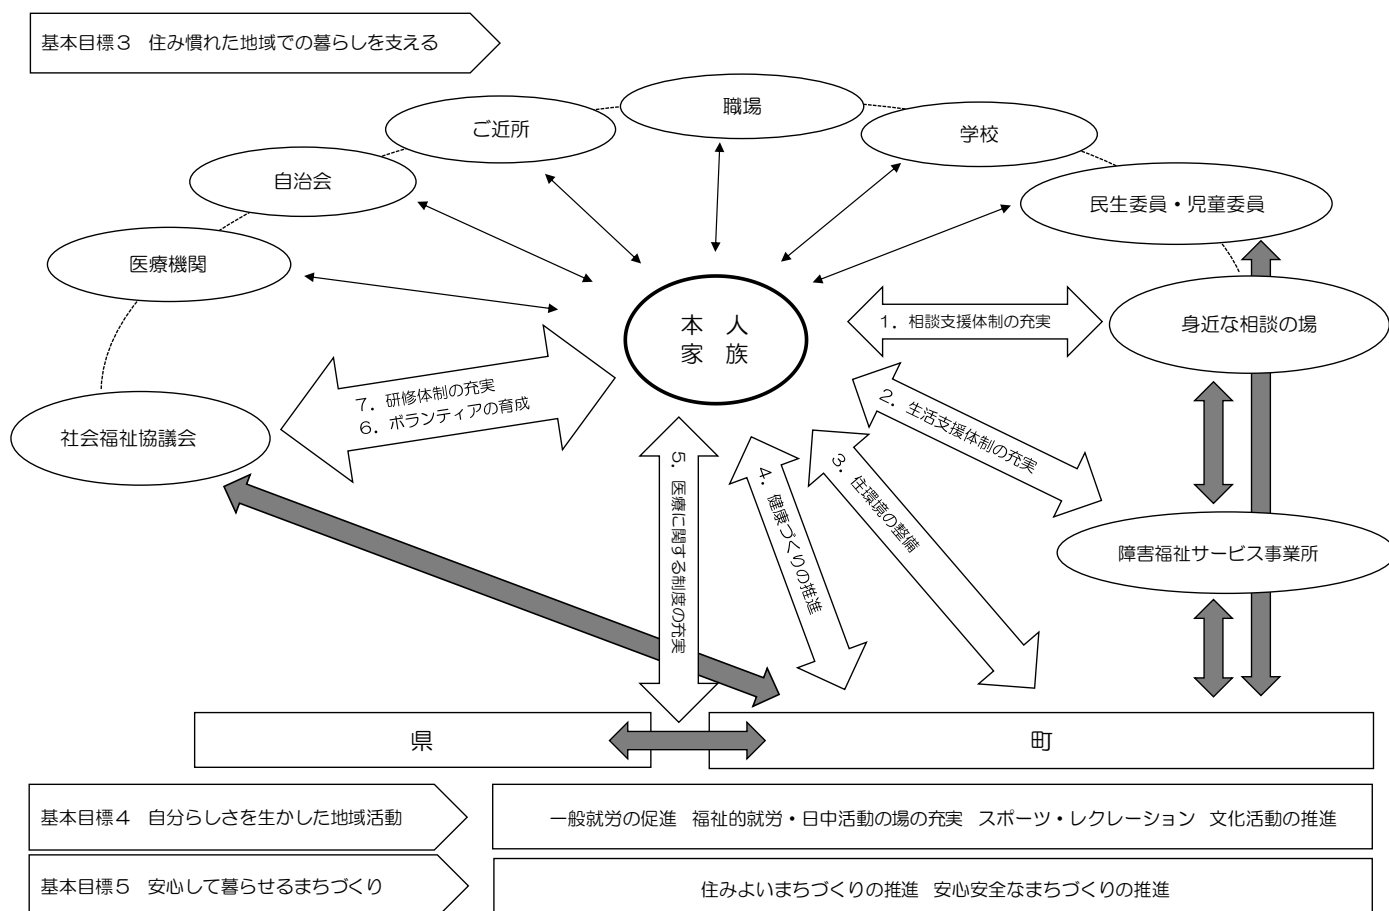 基本目標３　住み慣れた地域での暮らしを支える
職場
ご近所
学校
自治会
民生委員・児童委員
医療機関
本　人
家　族
１．相談支援体制の充実
身近な相談の場
７．研修体制の充実
６．ボランティアの育成
２．生活支援体制の充実
社会福祉協議会
５．医療に関する制度の充実
４．健康づくりの推進
３．住環境の整備
障害福祉サービス事業所
県
町
基本目標４　自分らしさを生かした地域活動
一般就労の促進　福祉的就労・日中活動の場の充実　スポーツ・レクレーション　文化活動の推進
基本目標５　安心して暮らせるまちづくり
住みよいまちづくりの推進　安心安全なまちづくりの推進